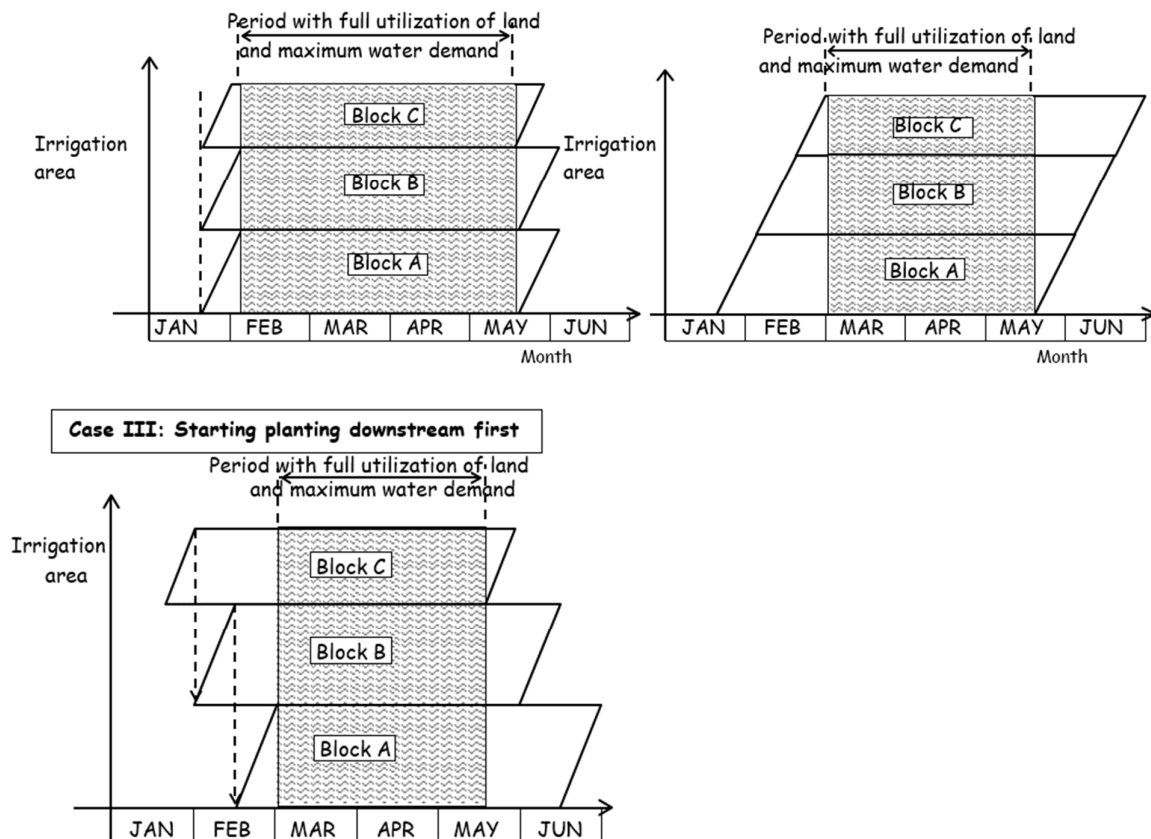 Period with full utilization of land
and maximum water demand
Irrigation
area
Block C
Block B
Block A
JAN FEB MAR APR MAY JUN
Month
Period with full utilization of land
and maximum water demand
Irrigation
area
Block C
Block B
Block A
JAN FEB MAR APR MAY JUN
Month
Case III: Starting planting downstream first
Period with full utilization of land
and maximum water demand
Irrigation
area
Block C
Block B
Block A
JAN FEB MAR APR MAY JUN